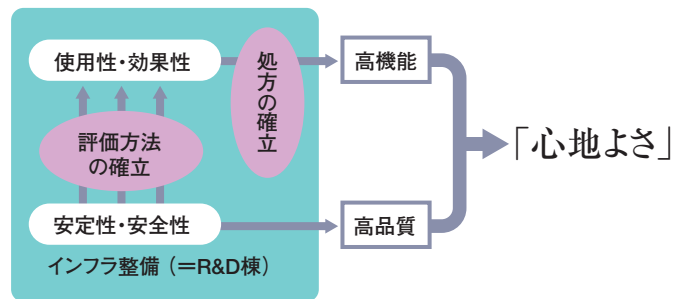 使用性・効果性
処方の確立
高機能
評価方法
の確立
「心地よさ」
安定性・安全性
高品質
インフラ整備（＝R&D棟）